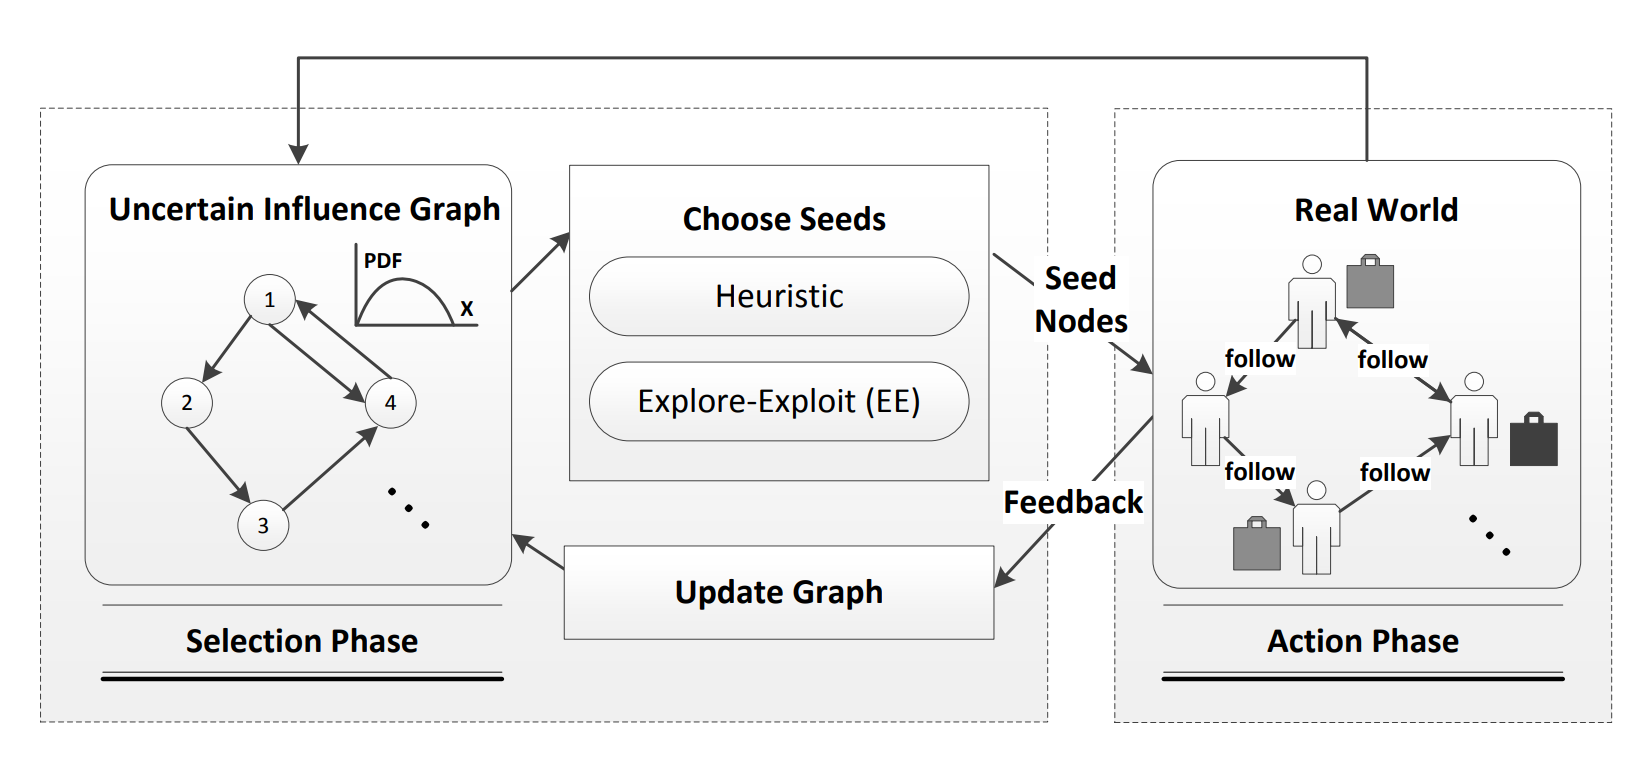 Uncertain Influence Graph
PDF
X
1
2
4
3
Selection Phase
Choose Seeds
Heuristic
Explore-Exploit (EE)
Update Graph
Seed
Nodes
Feedback
Real World
follow
follow
follow
follow
Action Phase